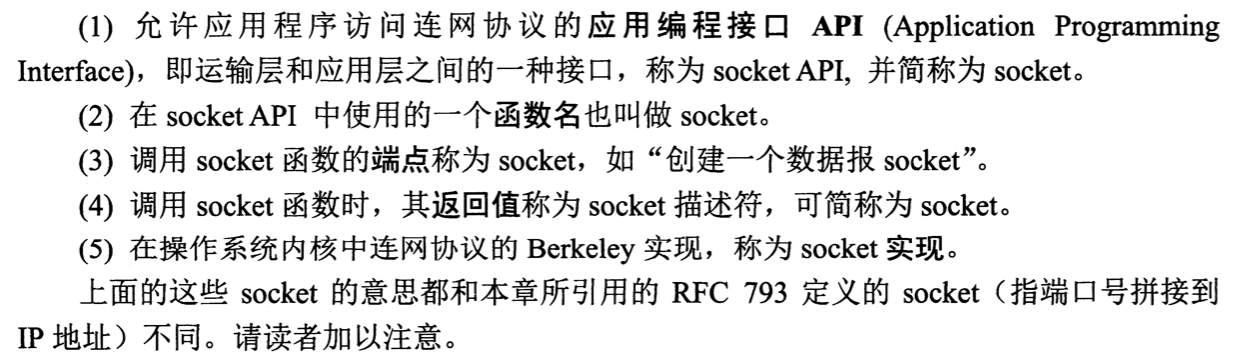 (1) 允许应用程序访问连网协议的应用编程接口 API (Application Programming
Interface)，即运输层和应用层之间的一种接口，称为 socket API, 并简称为 socket。
(2) 在 socket API 中使用的一个函数名也叫做 socket。
(3) 调用 socket 函数的端点称为 socket，如“创建一个数据报 socket”。
(4) 调用 socket 函数时，其返回值称为 socket 描述符，可简称为 socket。
(5) 在操作系统内核中连网协议的 Berkeley 实现，称为 socket 实现。
上面的这些 socket 的意思都和本章所引用的 RFC 793 定义的 socket（指端口号拼接到
IP 地址）不同。请读者加以注意。